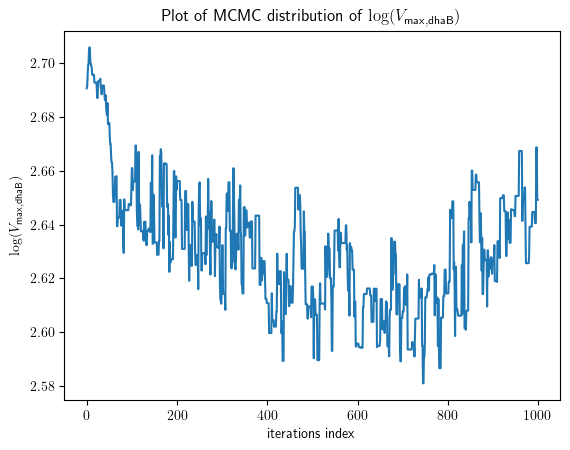 Plot of MCMC distribution of log(V_max,dhaB)
log(V_max,dhaB)
2.70
2.68
2.66
2.64
2.62
2.60
2.58
0 200 400 600 800 1000
iterations index